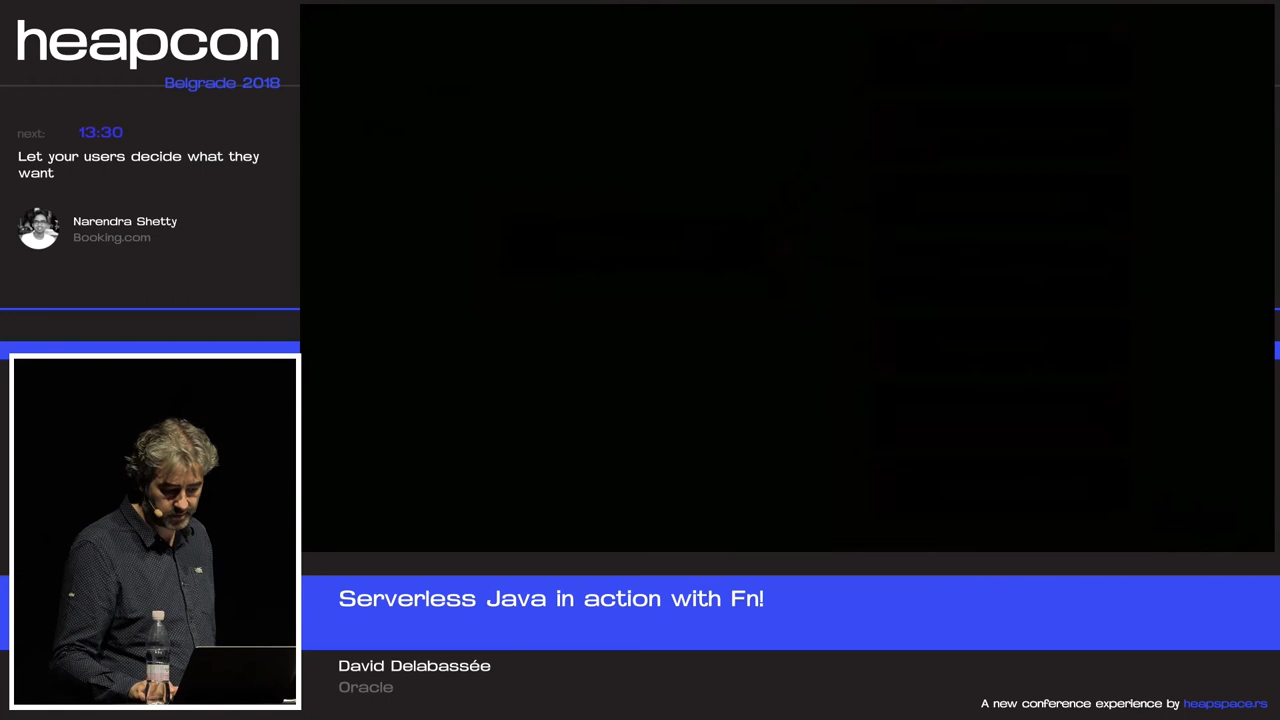 heapcon
Belgrade 2018
next: 13:30
Let your users decide what they
want
Narendra Shetty
Booking.com
Serverless Java in action with Fn!
David Delabassée
Oracle
A new conference experience by heapspace.rs